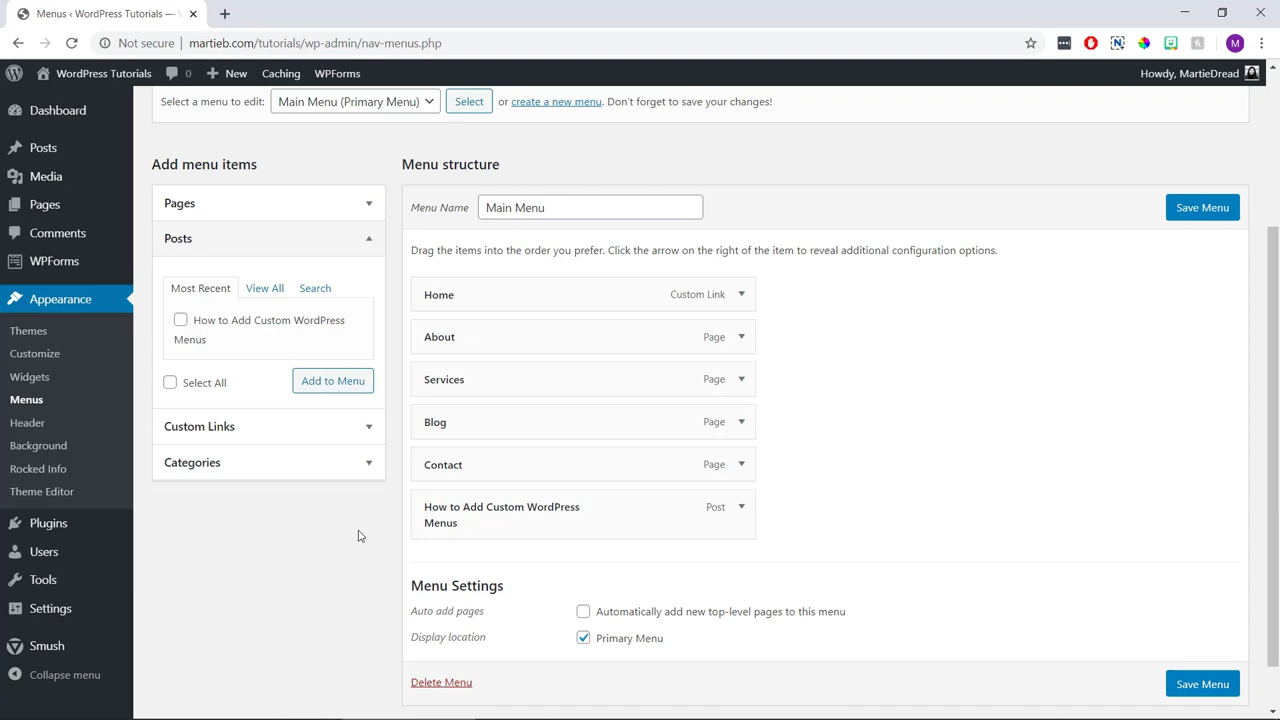 Menus ‹ WordPress Tutorials —
Not secure
martieb.com/tutorials/wp-admin/nav-menus.php
M
WordPress Tutorials
0
New
Caching
WPForms
Howdy, MartieDread
Dashboard
Posts
Media
Pages
Comments
WPForms
Appearance
Themes
Customize
Widgets
Menus
Header
Background
Rocked Info
Theme Editor
Plugins
Users
Tools
Settings
Smush
Collapse menu
Select a menu to edit: Main Menu (Primary Menu) Select or create a new menu. Don't forget to save your changes!
Add menu items
Pages
Posts
Most Recent View All Search
How to Add Custom WordPress
Menus
Select All Add to Menu
Custom Links
Categories
Menu structure
Menu Name Main Menu Save Menu
Drag the items into the order you prefer. Click the arrow on the right of the item to reveal additional configuration options.
Home Custom Link
About Page
Services Page
Blog Page
Contact Page
How to Add Custom WordPress Post
Menus
Menu Settings
Auto add pages Automatically add new top-level pages to this menu
Display location Primary Menu
Delete Menu Save Menu